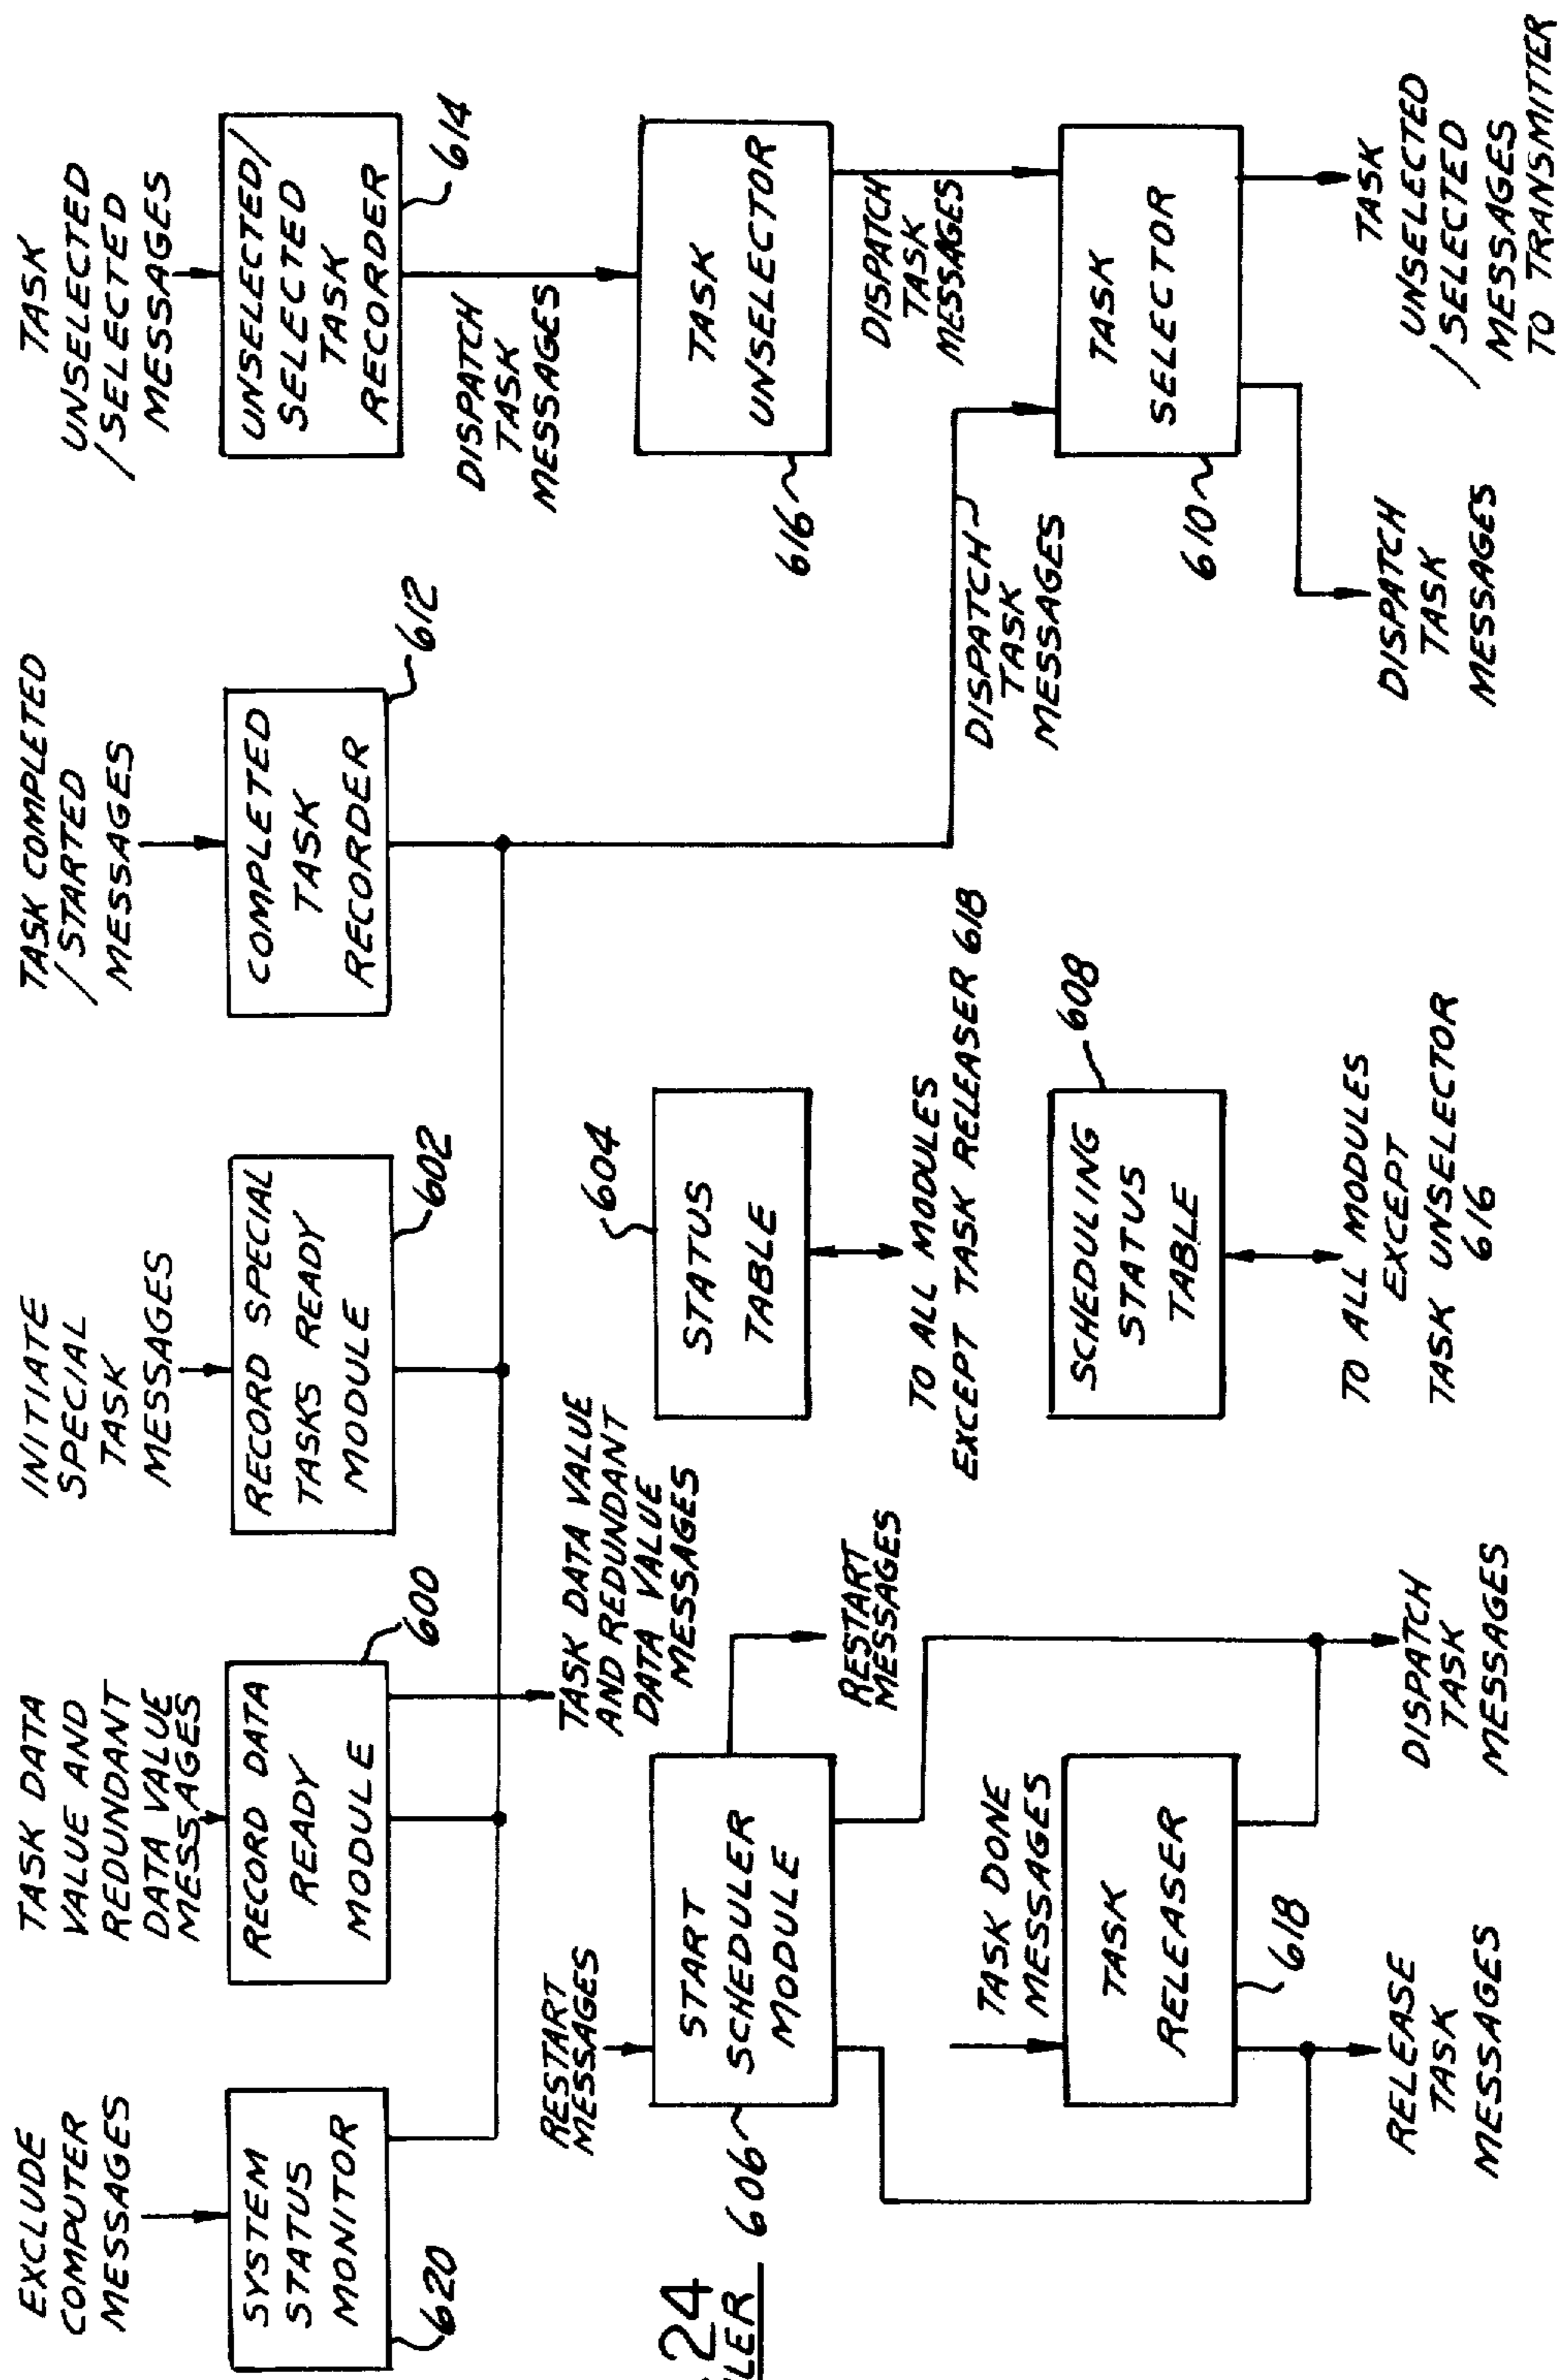 EXCLUDE
COMPUTER
MESSAGES
SYSTEM
STATUS
MONITOR
620
TASK DATA
VALUE AND
REDUNDANT
DATA VALUE
MESSAGES
RECORD DATA
READY
MODULE
600
TASK DATA VALUE
AND REDUNDANT
DATA VALUE
MESSAGES
INITIATE
SPECIAL
TASK
MESSAGES
RECORD SPECIAL
TASKS READY
MODULE
602
TASK COMPLETED
/STARTED
MESSAGES
COMPLETED
TASK
RECORDER
612
TASK
UNSELECTED
/SELECTED
MESSAGES
UNSELECTED/
SELECTED
TASK
RECORDER
614
DISPATCH
TASK
MESSAGES
RESTART
MESSAGES
START
SCHEDULER
MODULE
606
RESTART
MESSAGES
STATUS
TABLE
604
TO ALL MODULES
EXCEPT TASK RELEASER 618
TASK
UNSELECTOR
616
DISPATCH
TASK
MESSAGES
DISPATCH
TASK
MESSAGES
TASK DONE
MESSAGES
TASK
RELEASER
618
RELEASE
TASK
MESSAGES
DISPATCH
TASK
MESSAGES
SCHEDULING
STATUS
TABLE
608
TO ALL MODULES
EXCEPT
TASK UNSELECTOR
616
TASK
SELECTOR
610
DISPATCH
TASK
MESSAGES
TASK
UNSELECTED
/SELECTED
MESSAGES
TO TRANSMITTER
24